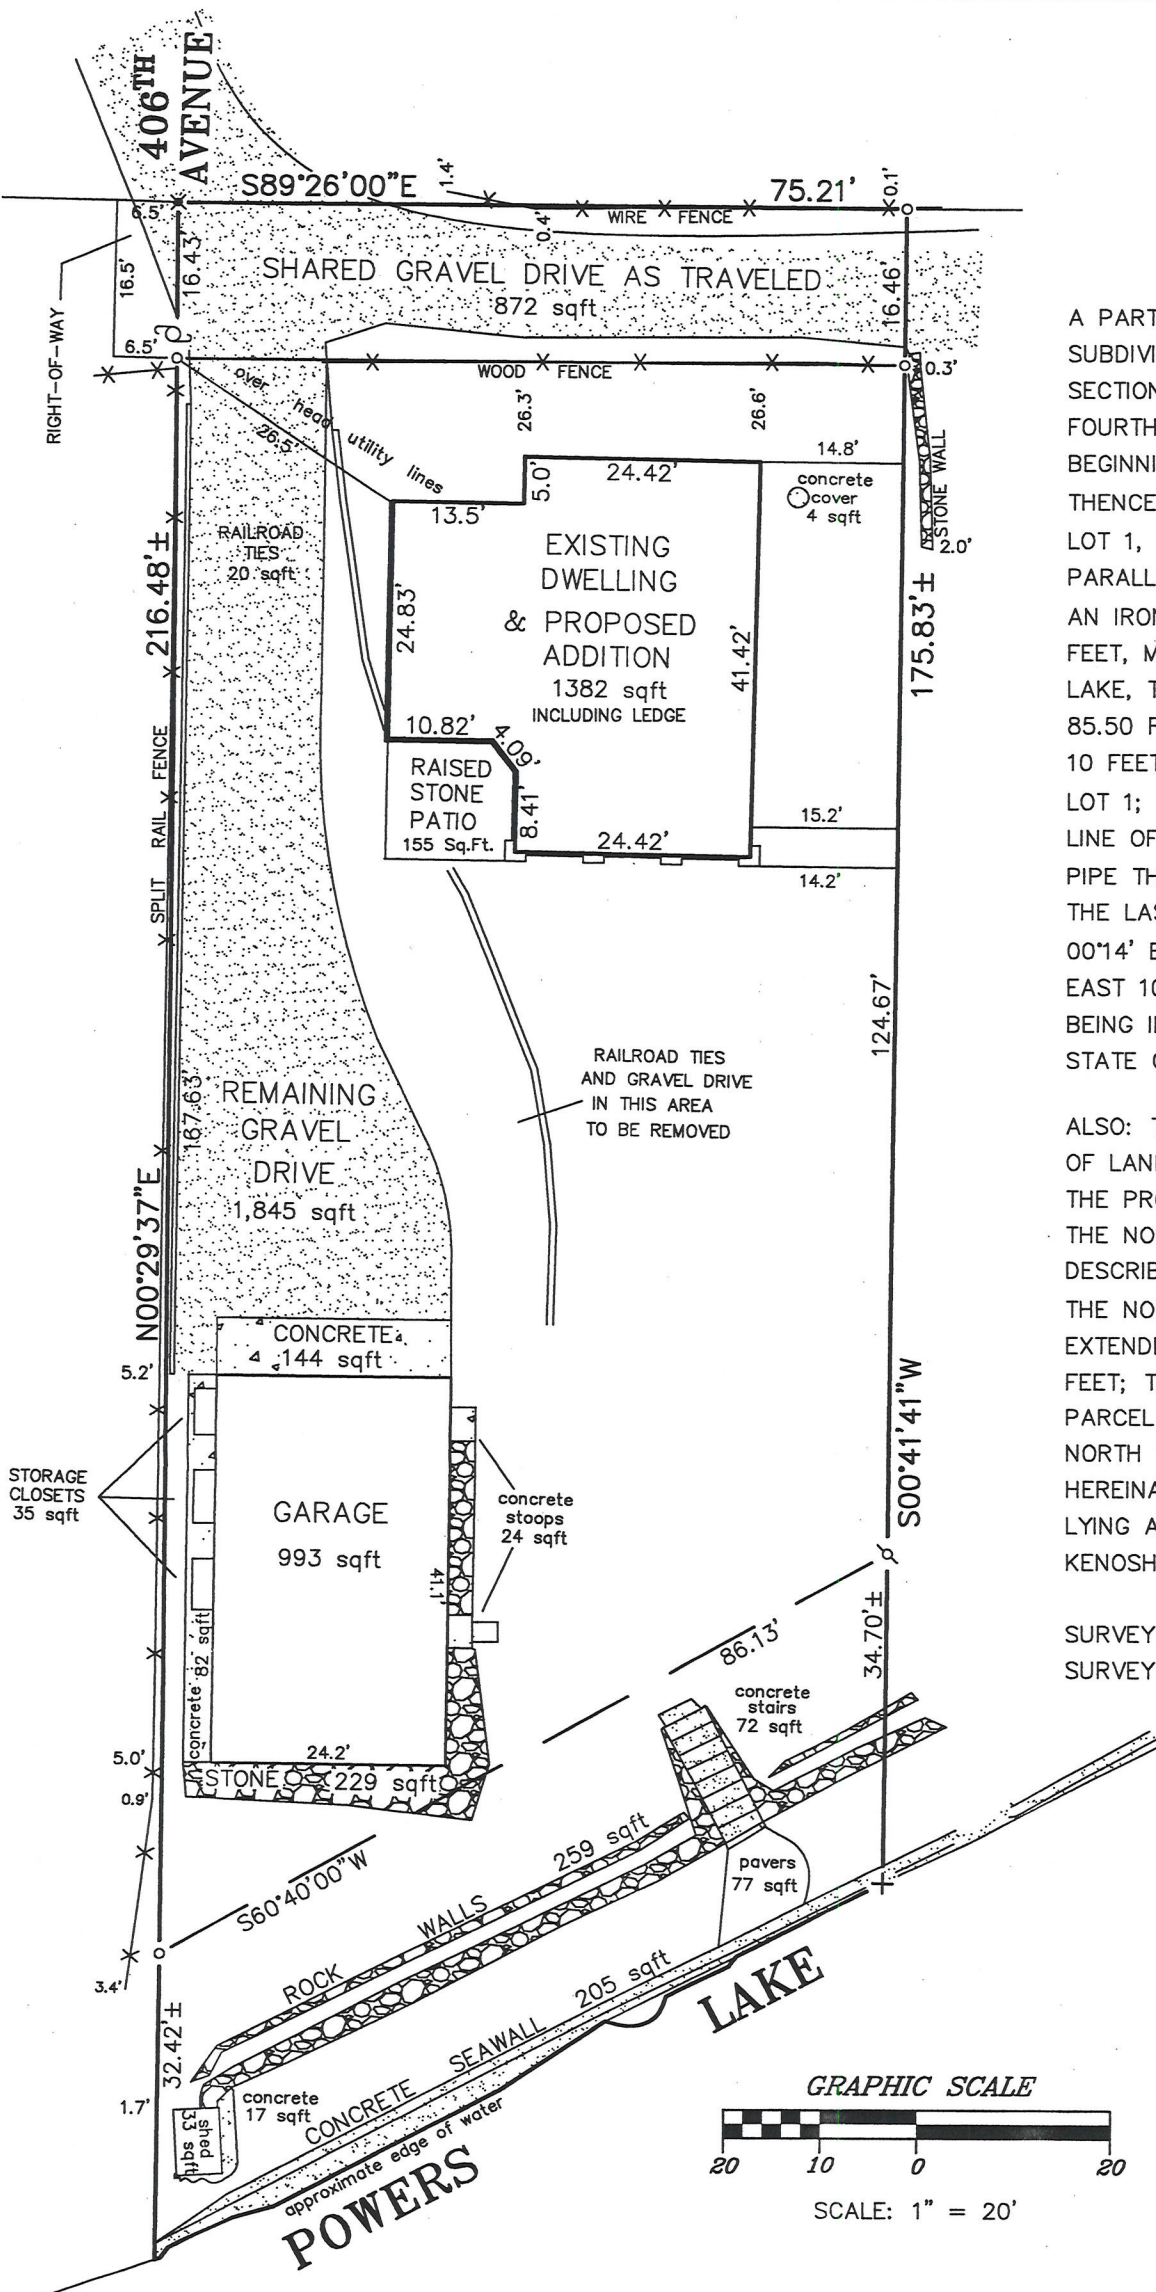 406TH
AVENUE
S89°26'00"E
1.4'
75.21'
0.1'
6.5'
WIRE FENCE
0.4'
16.5'
16.43'
SHARED GRAVEL DRIVE AS TRAVELED
872 sqft
16.46'
RIGHT-OF-WAY
6.5'
WOOD FENCE
0.3'
over head utility lines
26.5'
26.3'
26.6'
24.42'
14.8'
5.0'
13.5'
concrete
cover
4 sqft
STONE WALL
2.0'
RAILROAD
TIES
20 sqft
EXISTING
DWELLING
& PROPOSED
ADDITION
1382 sqft
INCLUDING LEDGE
216.48'±
24.83'
41.42'
175.83'±
10.82'
4.09'
8.41'
RAISED
STONE
PATIO
155 Sq.Ft.
24.42'
15.2'
14.2'
SPLIT RAIL FENCE
124.67'
RAILROAD TIES
AND GRAVEL DRIVE
IN THIS AREA
TO BE REMOVED
167.63'
REMAINING
GRAVEL
DRIVE
1,845 sqft
N00°29'37"E
CONCRETE
144 sqft
5.2'
S00°41'41"W
STORAGE
CLOSETS
35 sqft
GARAGE
993 sqft
concrete
stoops
24 sqft
41.1'
concrete 82 sqft
86.13'
34.70'±
concrete
stairs
72 sqft
5.0'
24.2'
STONE 229 sqft
0.9'
S60°40'00"W
ROCK WALLS 259 sqft
pavers
77 sqft
3.4'
32.42'±
CONCRETE SEAWALL 205 sqft
1.7'
concrete
17 sqft
shed
33 sqft
approximate edge of water
POWERS LAKE
GRAPHIC SCALE
20 10 0 20
SCALE: 1" = 20'
A PART
SUBDIVI
SECTION
FOURTH
BEGINNI
THENCE
LOT 1,
PARALL
AN IRON
FEET, M
LAKE, T
85.50 F
10 FEET
LOT 1;
LINE OF
PIPE TH
THE LAS
00°14' E
EAST 10
BEING I
STATE O
ALSO: T
OF LAN
THE PRO
THE NO
DESCRIB
THE NO
EXTEND
FEET; T
PARCEL
NORTH
HEREINA
LYING A
KENOSH
SURVEY
SURVEY